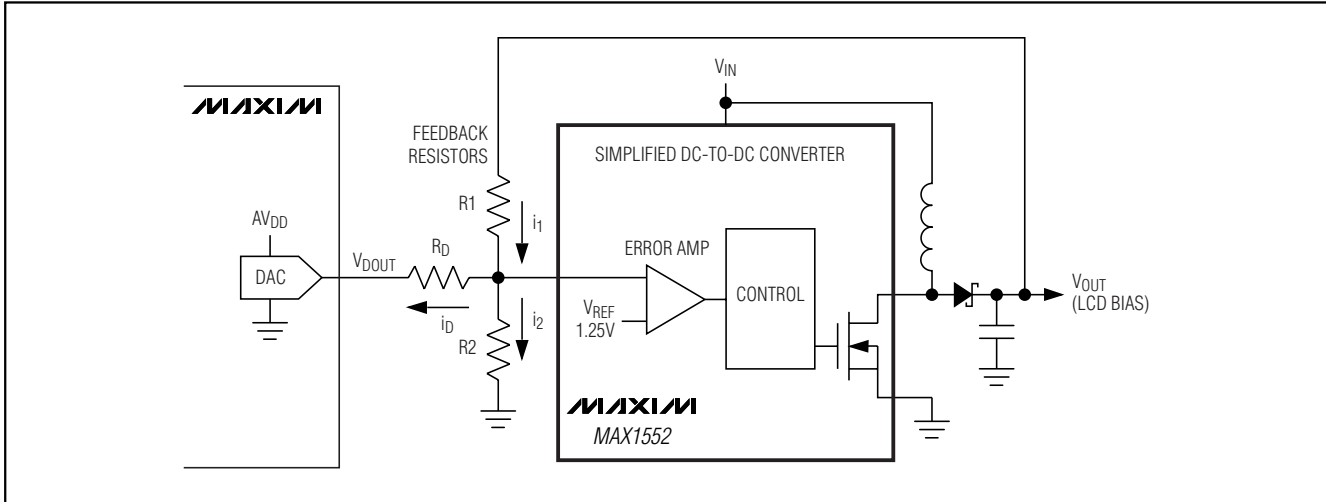 MAXIM
AVDD
DAC
VDOUT
RD
iD
FEEDBACK
RESISTORS
R1
i1
R2
i2
VIN
SIMPLIFIED DC-TO-DC CONVERTER
ERROR AMP
VREF
1.25V
CONTROL
MAXIM
MAX1552
VOUT
(LCD BIAS)